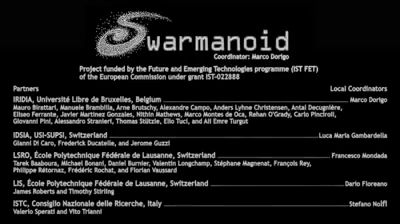 Swarmanoid
Coordinator: Marco Dorigo
Project funded by the Future and Emerging Technologies programme (IST FET)
of the European Commission under grant IST-022888
Partners Local Coordinators
IRIDIA, Université Libre de Bruxelles, Belgium Marco Dorigo
Mauro Birattari, Manuele Brambilla, Arne Brutschy, Alexandre Campo, Anders Lyhne Christensen, Antal Decugnière,
Eliseo Ferrante, Javier Martinez Gonzales, Nithin Mathews, Marco Montes de Oca, Rehan O'Grady, Carlo Pinciroli,
Giovanni Pini, Alessandro Stranieri, Thomas Stützle, Elio Tuci, and Ali Emre Turgut
IDSIA, USI-SUPSI, Switzerland Luca Maria Gambardella
Gianni Di Caro, Frederick Ducatelle, and Jerome Guzzi
LSRO, École Polytechnique Fédérale de Lausanne, Switzerland Francesco Mondada
Tarek Baaboura, Michael Bonani, Daniel Burnier, Valentin Longchamp, Stéphane Magnenat, François Rey,
Philippe Rétornaz, Frédéric Rochat, and Florian Vaussard
LIS, École Polytechnique Fédérale de Lausanne, Switzerland Dario Floreano
James Roberts and Timothy Stirling
ISTC, Consiglio Nazionale delle Ricerche, Italy Stefano Nolfi
Valerio Sperati and Vito Trianni